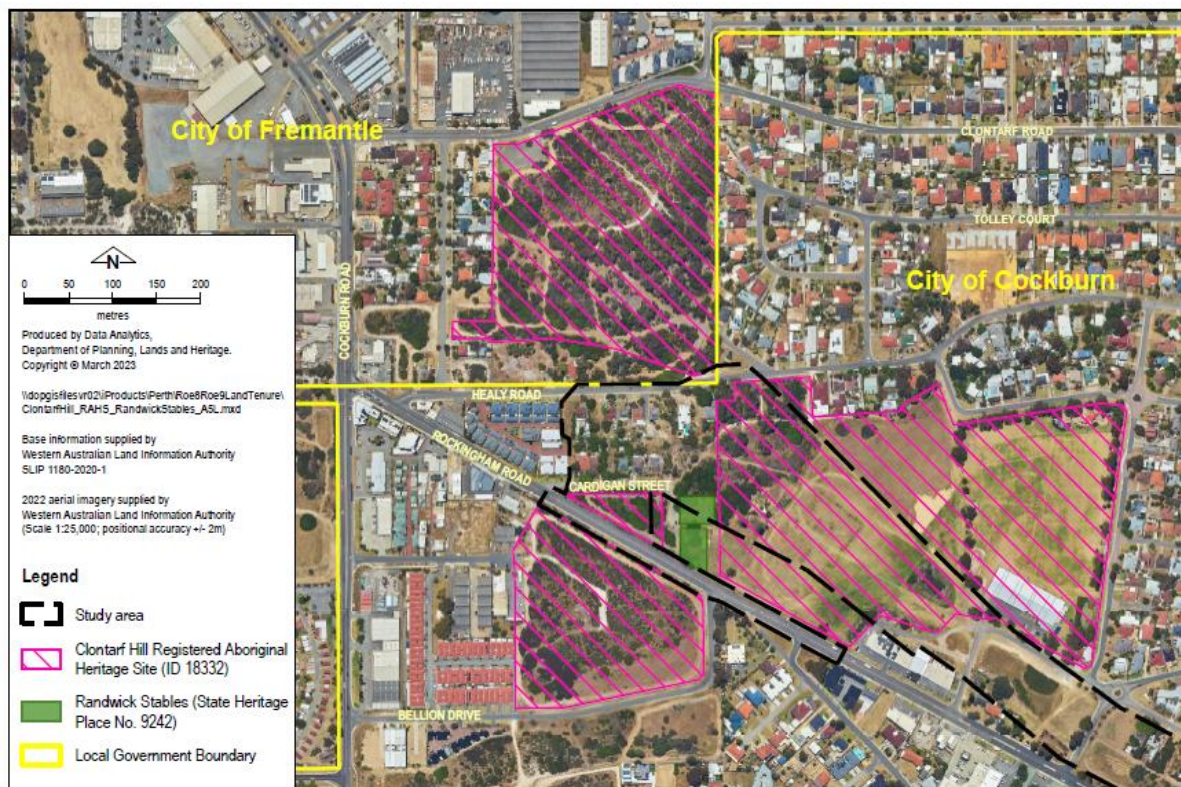 City of Fremantle
CLONTARF ROAD
TOLLEY COURT
City of Cockburn
COCKBURN ROAD
HEALY ROAD
ROCKINGHAM ROAD
CARDIGAN STREET
BELLION DRIVE
N
0 50 100 150 200
metres
Produced by Data Analytics,
Department of Planning, Lands and Heritage.
Copyright © March 2023
\\dopgisfilesvr02\iProducts\Perth\Roe8Roe9LandTenure\
ClontarfHill_RAHS_RandwickStables_A5L.mxd
Base information supplied by
Western Australian Land Information Authority
SLIP 1180-2020-1
2022 aerial imagery supplied by
Western Australian Land Information Authority
(Scale 1:25,000; positional accuracy +/- 2m)
Legend
Study area
Clontarf Hill Registered Aboriginal
Heritage Site (ID 18332)
Randwick Stables (State Heritage
Place No. 9242)
Local Government Boundary